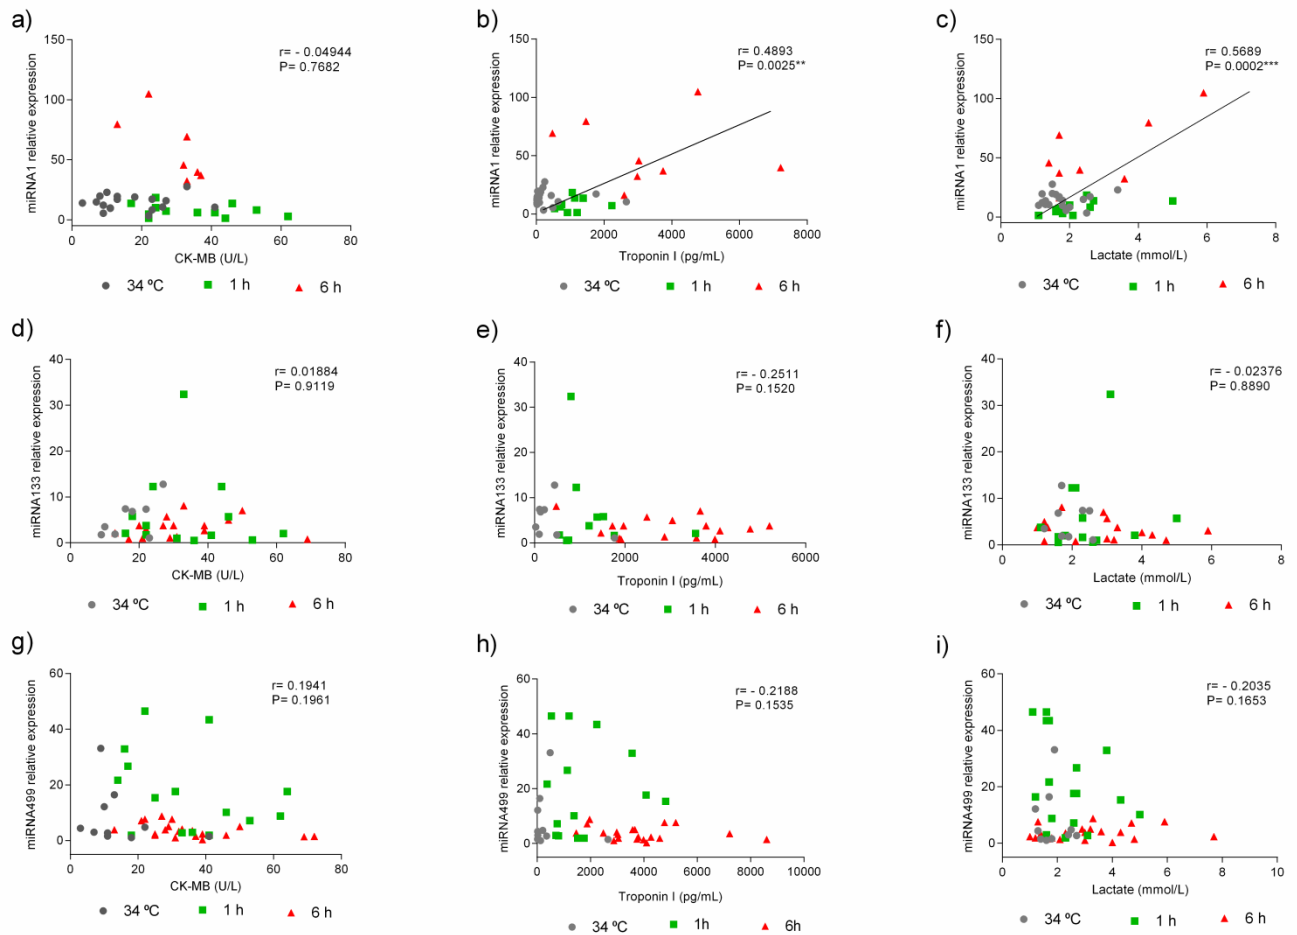 a)
miRNA1 relative expression
150
100
50
0
0 20 40 60 80
CK-MB (U/L)
r= - 0.04944
P= 0.7682
34 ºC 1 h 6 h
b)
miRNA1 relative expression
150
100
50
0
0 2000 4000 6000 8000
Troponin I (pg/mL)
r= 0.4893
P= 0.0025**
34 ºC 1 h 6 h
c)
miRNA1 relative expression
150
100
50
0
0 2 4 6 8
Lactate (mmol/L)
r= 0.5689
P= 0.0002***
34 ºC 1 h 6 h
d)
miRNA133 relative expression
40
30
20
10
0
0 20 40 60 80
CK-MB (U/L)
r= 0.01884
P= 0.9119
34 ºC 1 h 6 h
e)
miRNA133 relative expression
40
30
20
10
0
0 2000 4000 6000
Troponin I (pg/mL)
r= - 0.2511
P= 0.1520
34 ºC 1 h 6 h
f)
miRNA133 relative expression
40
30
20
10
0
0 2 4 6 8
Lactate (mmol/L)
r= - 0.02376
P= 0.8890
34 ºC 1 h 6 h
g)
miRNA499 relative expression
60
40
20
0
0 20 40 60 80
CK-MB (U/L)
r= 0.1941
P= 0.1961
34 ºC 1 h 6 h
h)
miRNA499 relative expression
60
40
20
0
0 2000 4000 6000 8000 10000
Troponin I (pg/mL)
r= - 0.2188
P= 0.1535
34 ºC 1h 6 h
i)
miRNA499 relative expression
60
40
20
0
0 2 4 6 8 10
Lactate (mmol/L)
r= - 0.2035
P= 0.1653
34 ºC 1 h 6 h